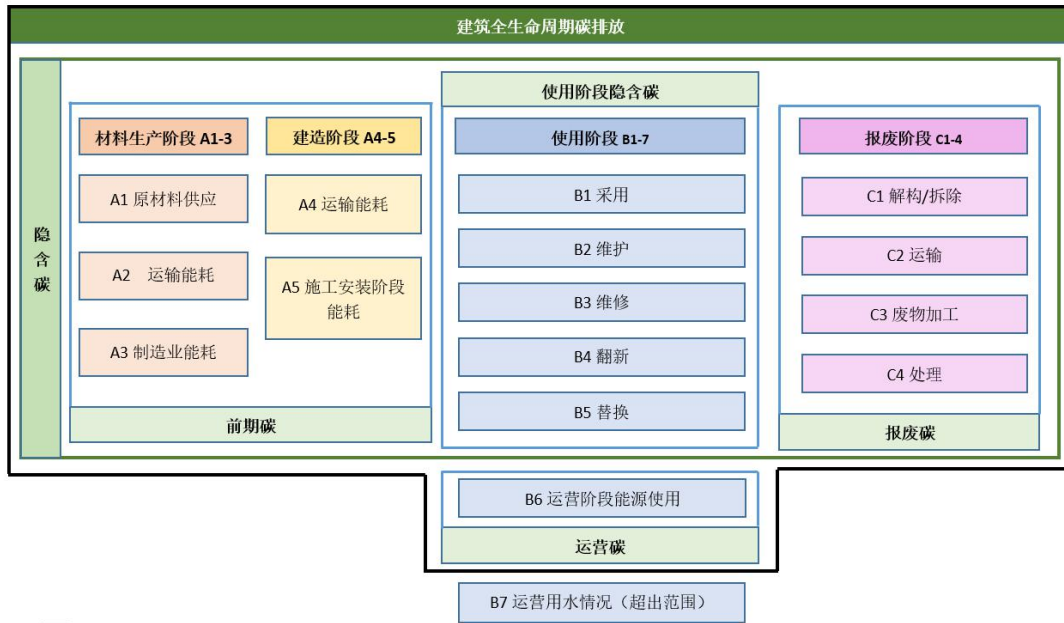 建筑全生命周期碳排放
隐
含
碳
材料生产阶段 A1-3
A1 原材料供应
A2 运输能耗
A3 制造业能耗
建造阶段 A4-5
A4 运输能耗
A5 施工安装阶段
能耗
前期碳
使用阶段隐含碳
使用阶段 B1-7
B1 采用
B2 维护
B3 维修
B4 翻新
B5 替换
报废阶段 C1-4
C1 解构/拆除
C2 运输
C3 废物加工
C4 处理
报废碳
B6 运营阶段能源使用
运营碳
B7 运营用水情况（超出范围）